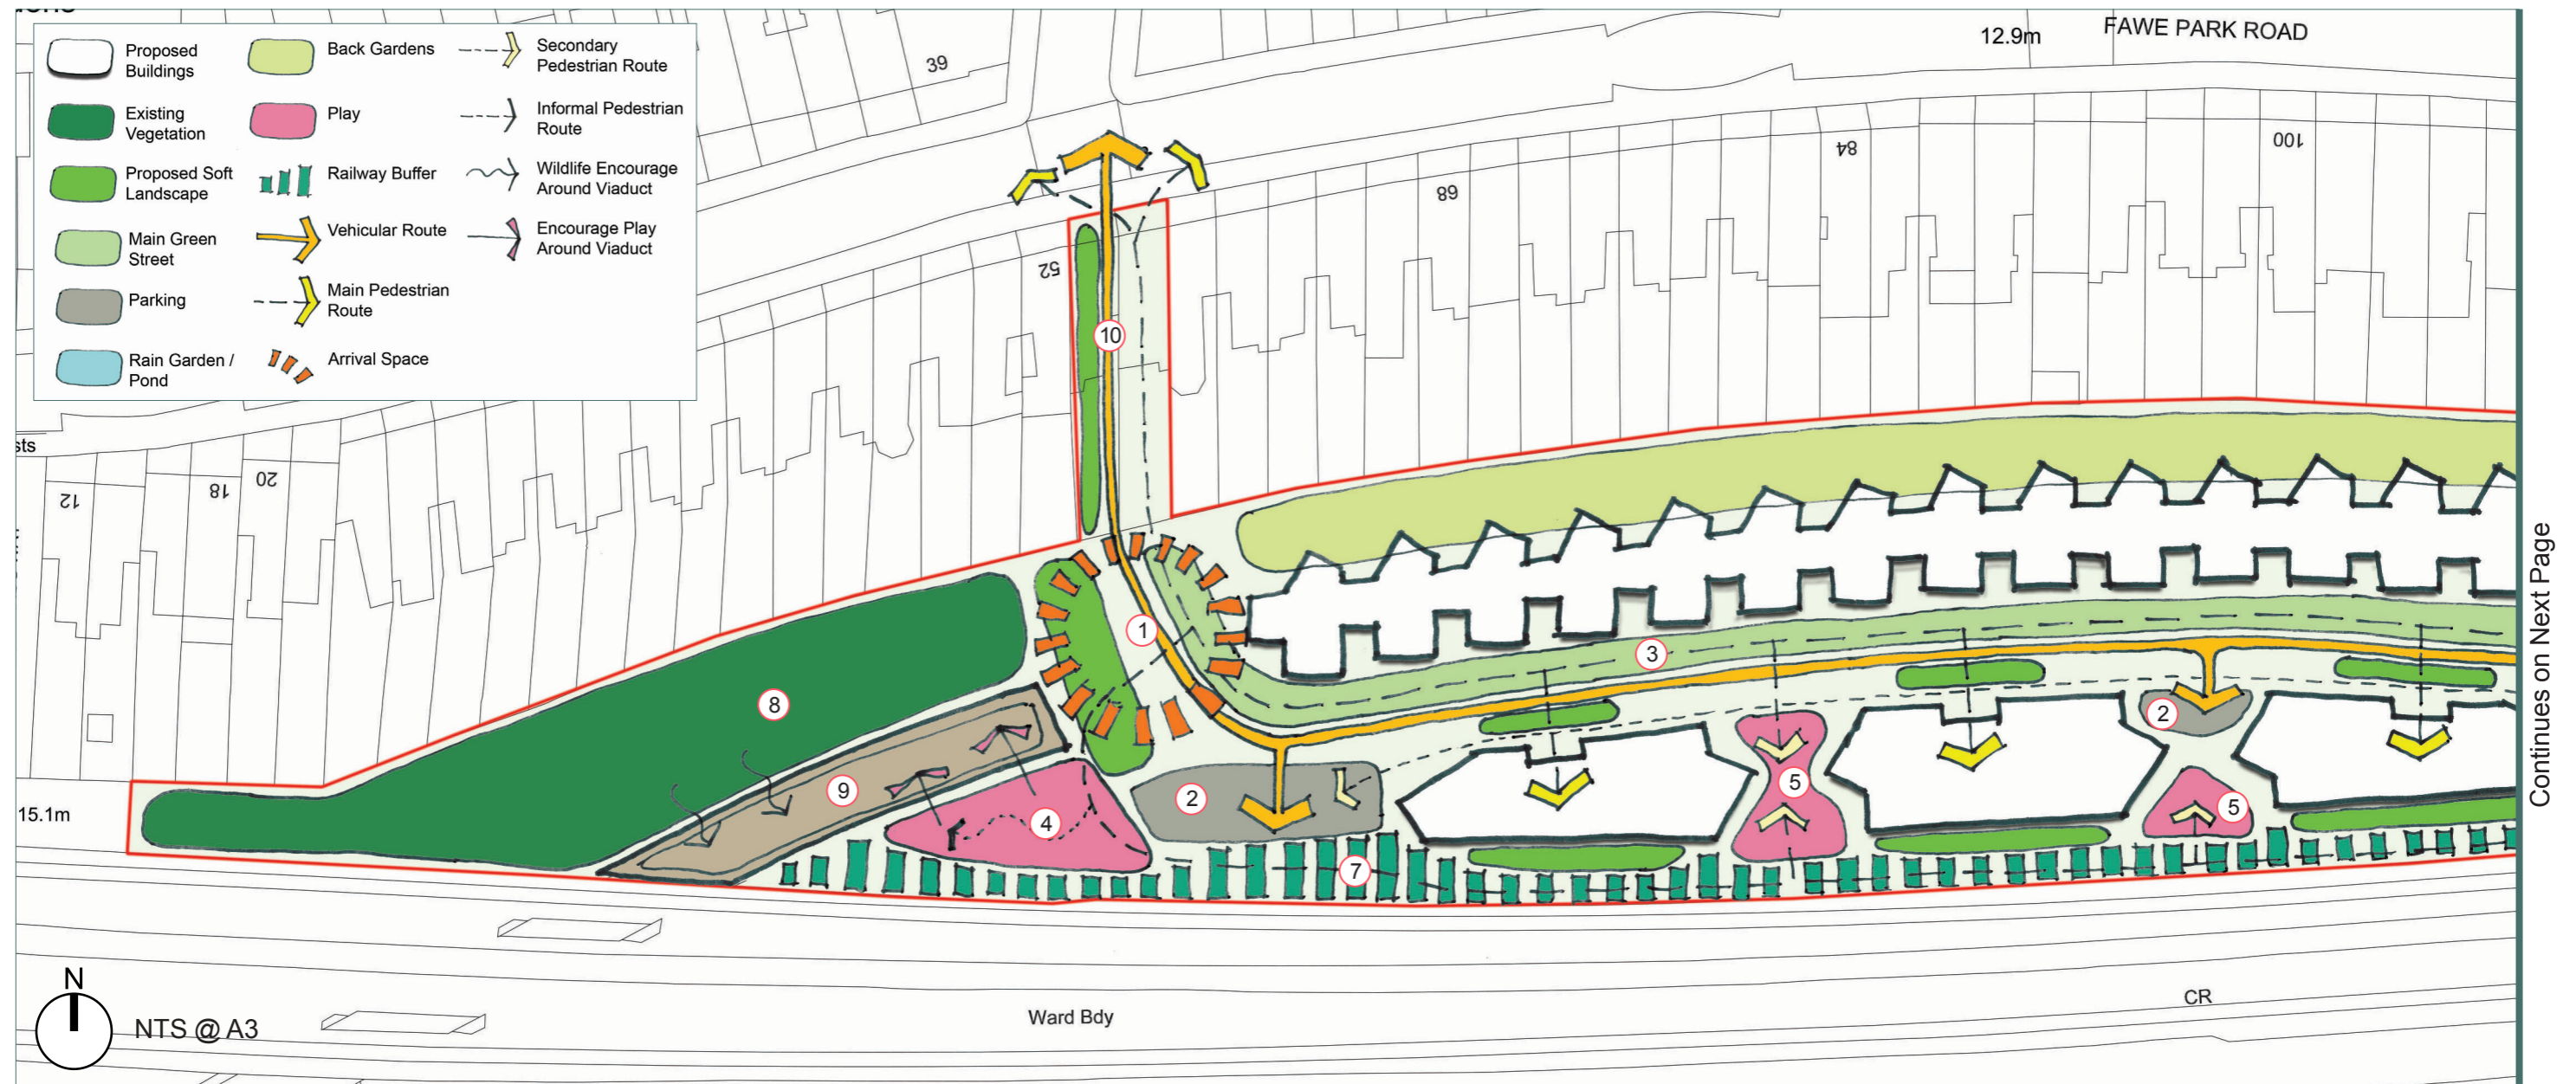 FAWE PARK ROAD
12.9m
Proposed
Buildings
Existing
Vegetation
Proposed Soft
Landscape
Main Green
Street
Parking
Rain Garden /
Pond
Back Gardens
Play
Railway Buffer
Vehicular Route
Main Pedestrian
Route
Arrival Space
Secondary
Pedestrian Route
Informal Pedestrian
Route
Wildlife Encourage
Around Viaduct
Encourage Play
Around Viaduct
39
84
100
68
52
10
sts
20
18
12
1
3
8
2
5
9
2
5
4
7
15.1m
Continues on Next Page
N
NTS @ A3
Ward Bdy
CR